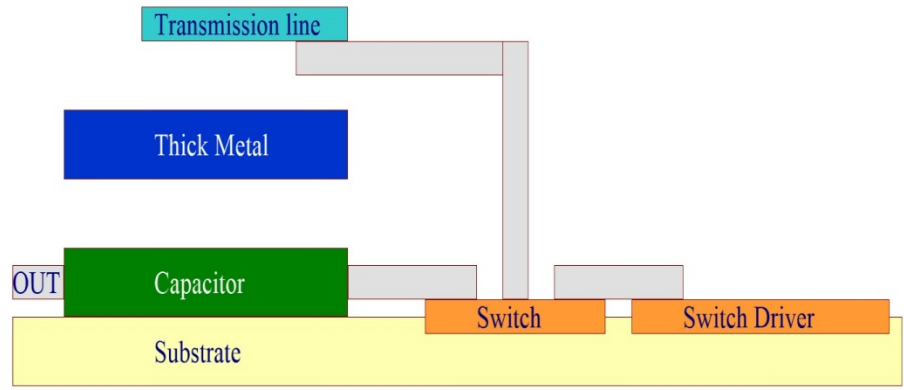 Transmission line
Thick Metal
OUT
Capacitor
Switch
Switch Driver
Substrate